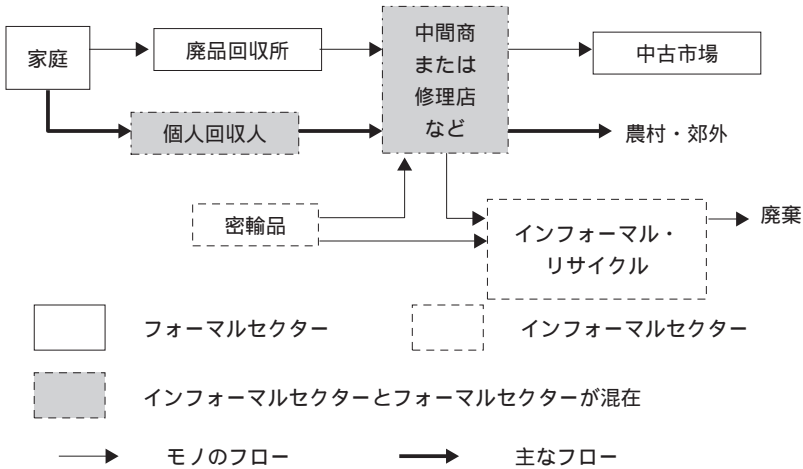 家庭
廃品回収所
中間商
または
修理店
など
中古市場
個人回収人
農村・郊外
密輸品
インフォーマル・
リサイクル
廃棄
フォーマルセクター
インフォーマルセクター
インフォーマルセクターとフォーマルセクターが混在
モノのフロー
主なフロー